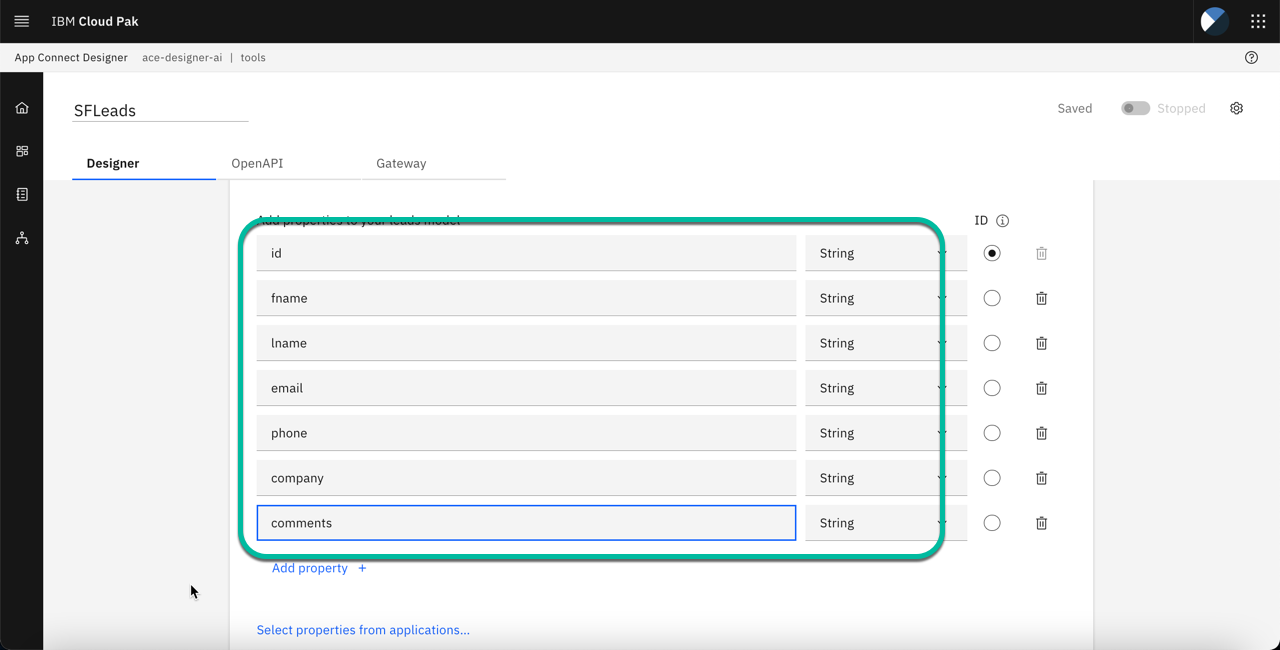 IBM Cloud Pak
App Connect Designer ace-designer-ai | tools
SFLeads
Saved Stopped
Designer OpenAPI Gateway
Add properties to your leads model ID
id String
fname String
lname String
email String
phone String
company String
comments String
Add property +
Select properties from applications...